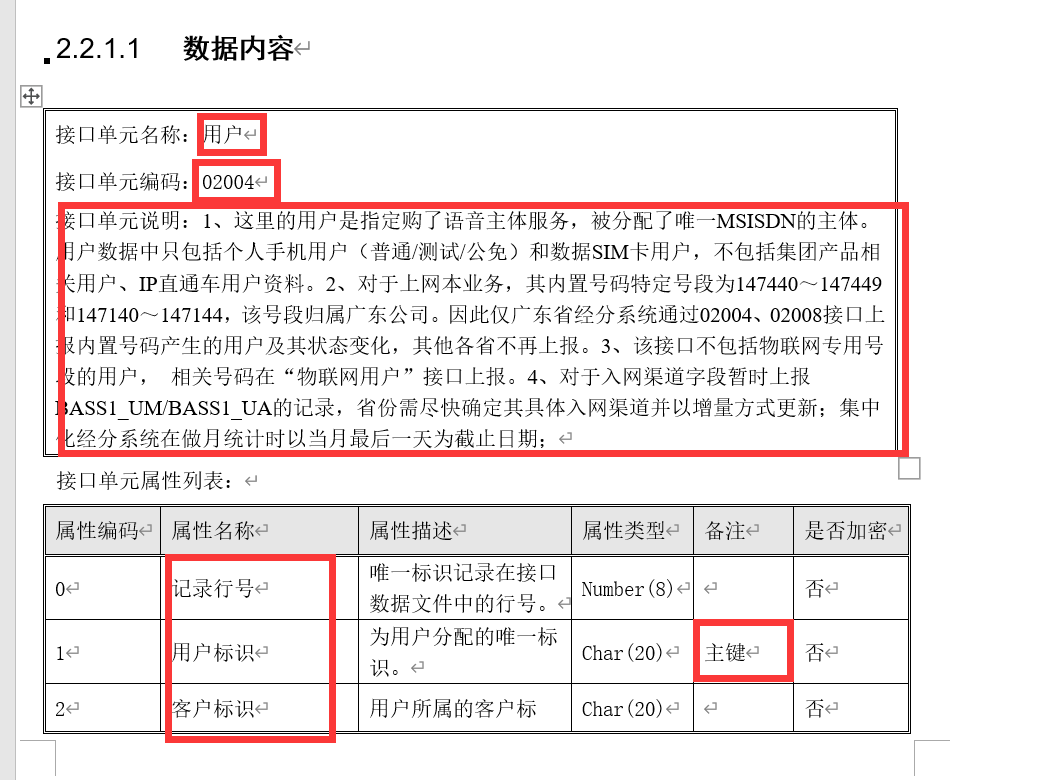 2.2.1.1 数据内容
接口单元名称：用户
接口单元编码：02004
接口单元说明：1、这里的用户是指定购了语音主体服务，被分配了唯一MSISDN的主体。
用户数据中只包括个人手机用户（普通/测试/公免）和数据SIM卡用户，不包括集团产品相
关用户、IP直通车用户资料。2、对于上网本业务，其内置号码特定号段为147440～147449
和147140～147144，该号段归属广东公司。因此仅广东省经分系统通过02004、02008接口上
报内置号码产生的用户及其状态变化，其他各省不再上报。3、该接口不包括物联网专用号
段的用户， 相关号码在“物联网用户”接口上报。4、对于入网渠道字段暂时上报
BASS1_UM/BASS1_UA的记录，省份需尽快确定其具体入网渠道并以增量方式更新；集中
化经分系统在做月统计时以当月最后一天为截止日期；
接口单元属性列表：
属性编码 属性名称 属性描述 属性类型 备注 是否加密
0 记录行号 唯一标识记录在接口
数据文件中的行号。 Number(8) 否
1 用户标识 为用户分配的唯一标
识。 Char(20) 主键 否
2 客户标识 用户所属的客户标 Char(20) 否